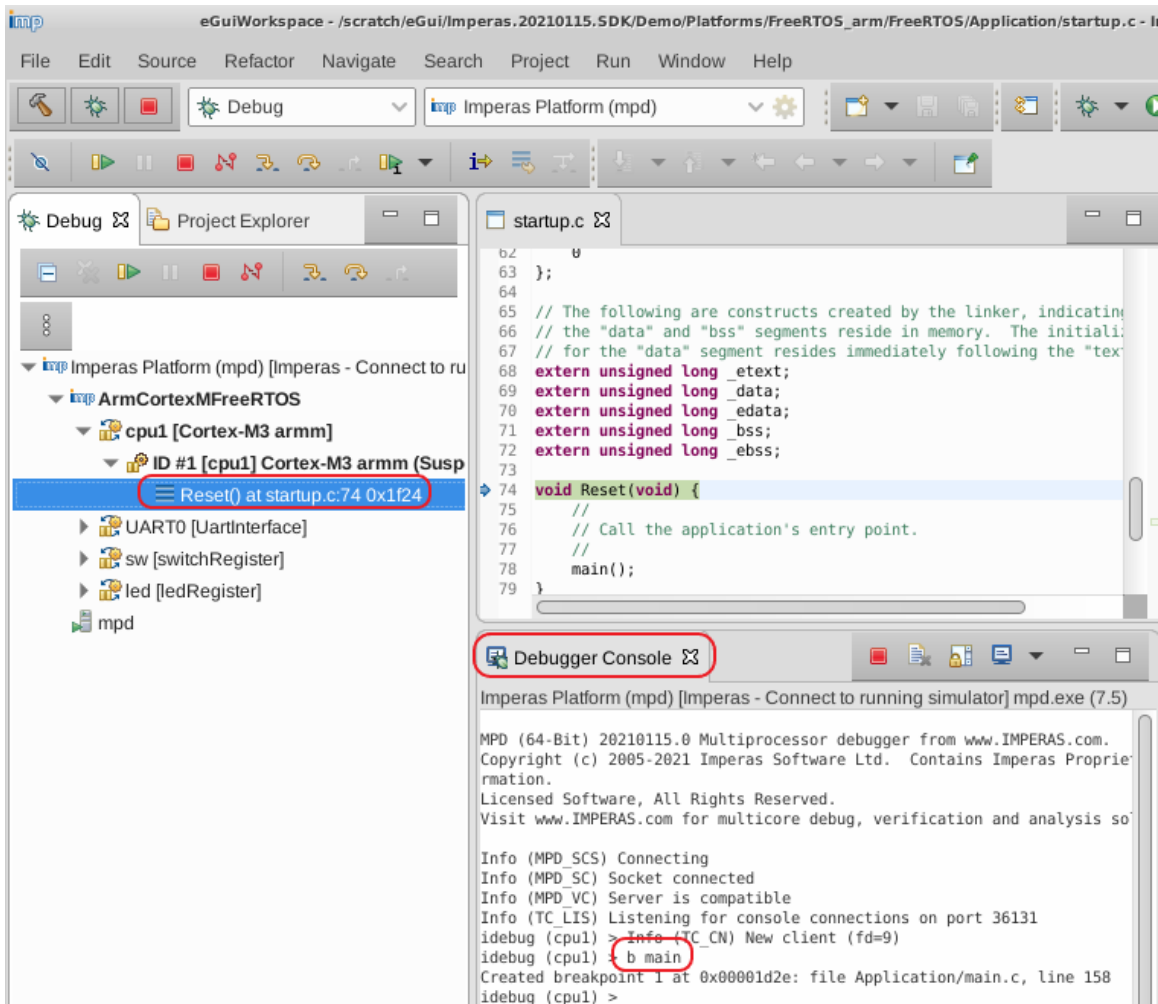 imp eGuiWorkspace - /scratch/eGui/Imperas.20210115.SDK/Demo/Platforms/FreeRTOS_arm/FreeRTOS/Application/startup.c -
File Edit Source Refactor Navigate Search Project Run Window Help
Debug imp Imperas Platform (mpd)
Debug Project Explorer
imp Imperas Platform (mpd) [Imperas - Connect to ru
imp ArmCortexMFreeRTOS
cpu1 [Cortex-M3 armm]
ID #1 [cpu1] Cortex-M3 armm (Susp
Reset() at startup.c:74 0x1f24
UART0 [UartInterface]
sw [switchRegister]
led [ledRegister]
mpd
startup.c
62 0
63 };
64
65 // The following are constructs created by the linker, indicating
66 // the "data" and "bss" segments reside in memory. The initiali
67 // for the "data" segment resides immediately following the "tex
68 extern unsigned long _etext;
69 extern unsigned long _data;
70 extern unsigned long _edata;
71 extern unsigned long _bss;
72 extern unsigned long _ebss;
73
74 void Reset(void) {
75 //
76 // Call the application's entry point.
77 //
78 main();
79 }
Debugger Console
Imperas Platform (mpd) [Imperas - Connect to running simulator] mpd.exe (7.5)
MPD (64-Bit) 20210115.0 Multiprocessor debugger from www.IMPERAS.com.
Copyright (c) 2005-2021 Imperas Software Ltd. Contains Imperas Proprie
rmation.
Licensed Software, All Rights Reserved.
Visit www.IMPERAS.com for multicore debug, verification and analysis so
Info (MPD_SCS) Connecting
Info (MPD_SC) Socket connected
Info (MPD_VC) Server is compatible
Info (TC_LIS) Listening for console connections on port 36131
idebug (cpu1) > Info (TC_CN) New client (fd=9)
idebug (cpu1) > b main
Created breakpoint 1 at 0x00001d2e: file Application/main.c, line 158
idebug (cpu1) >